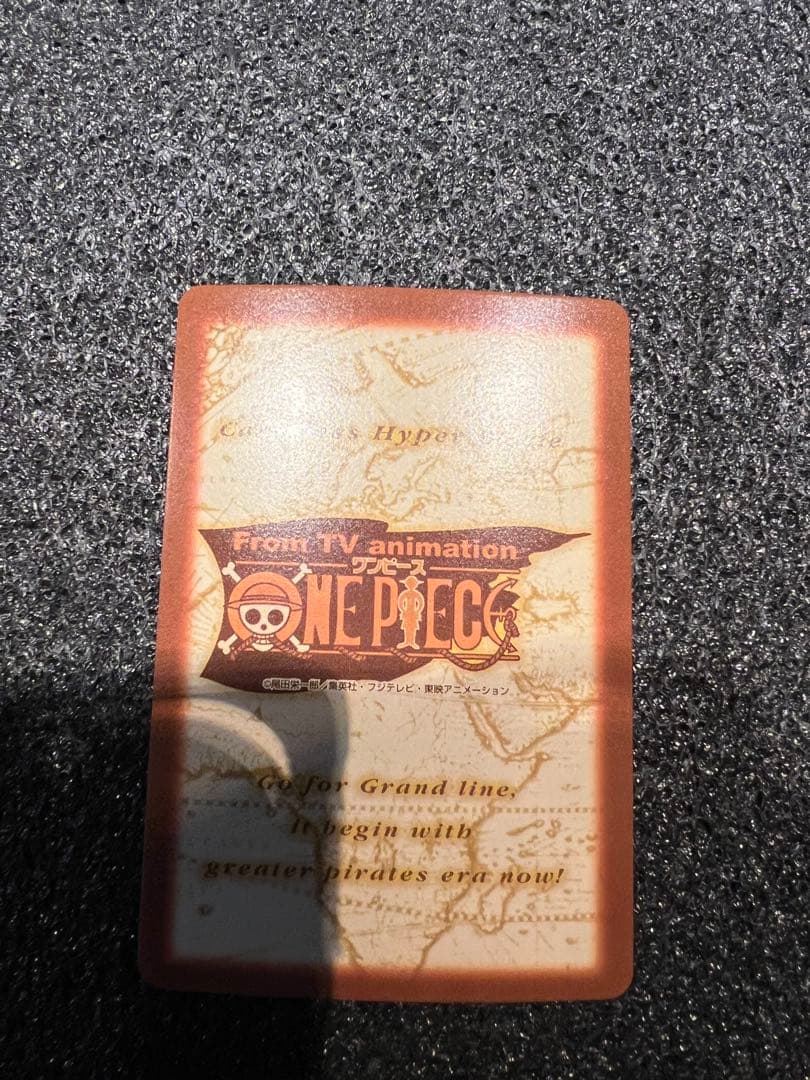 Hyper
From TV animation
ワンピース
ONE PIECE
©尾田栄一郎／集英社・フジテレビ・東映アニメーション
Go for Grand line,
it begin with
greater pirates era now!